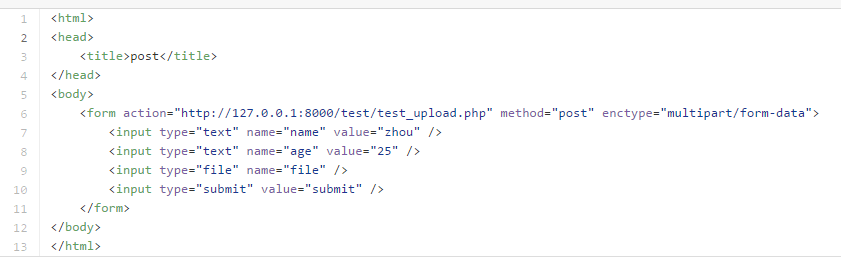 1 <html>
2 <head>
3 <title>post</title>
4 </head>
5 <body>
6 <form action="http://127.0.0.1:8000/test/test_upload.php" method="post" enctype="multipart/form-data">
7 <input type="text" name="name" value="zhou" />
8 <input type="text" name="age" value="25" />
9 <input type="file" name="file" />
10 <input type="submit" value="submit" />
11 </form>
12 </body>
13 </html>